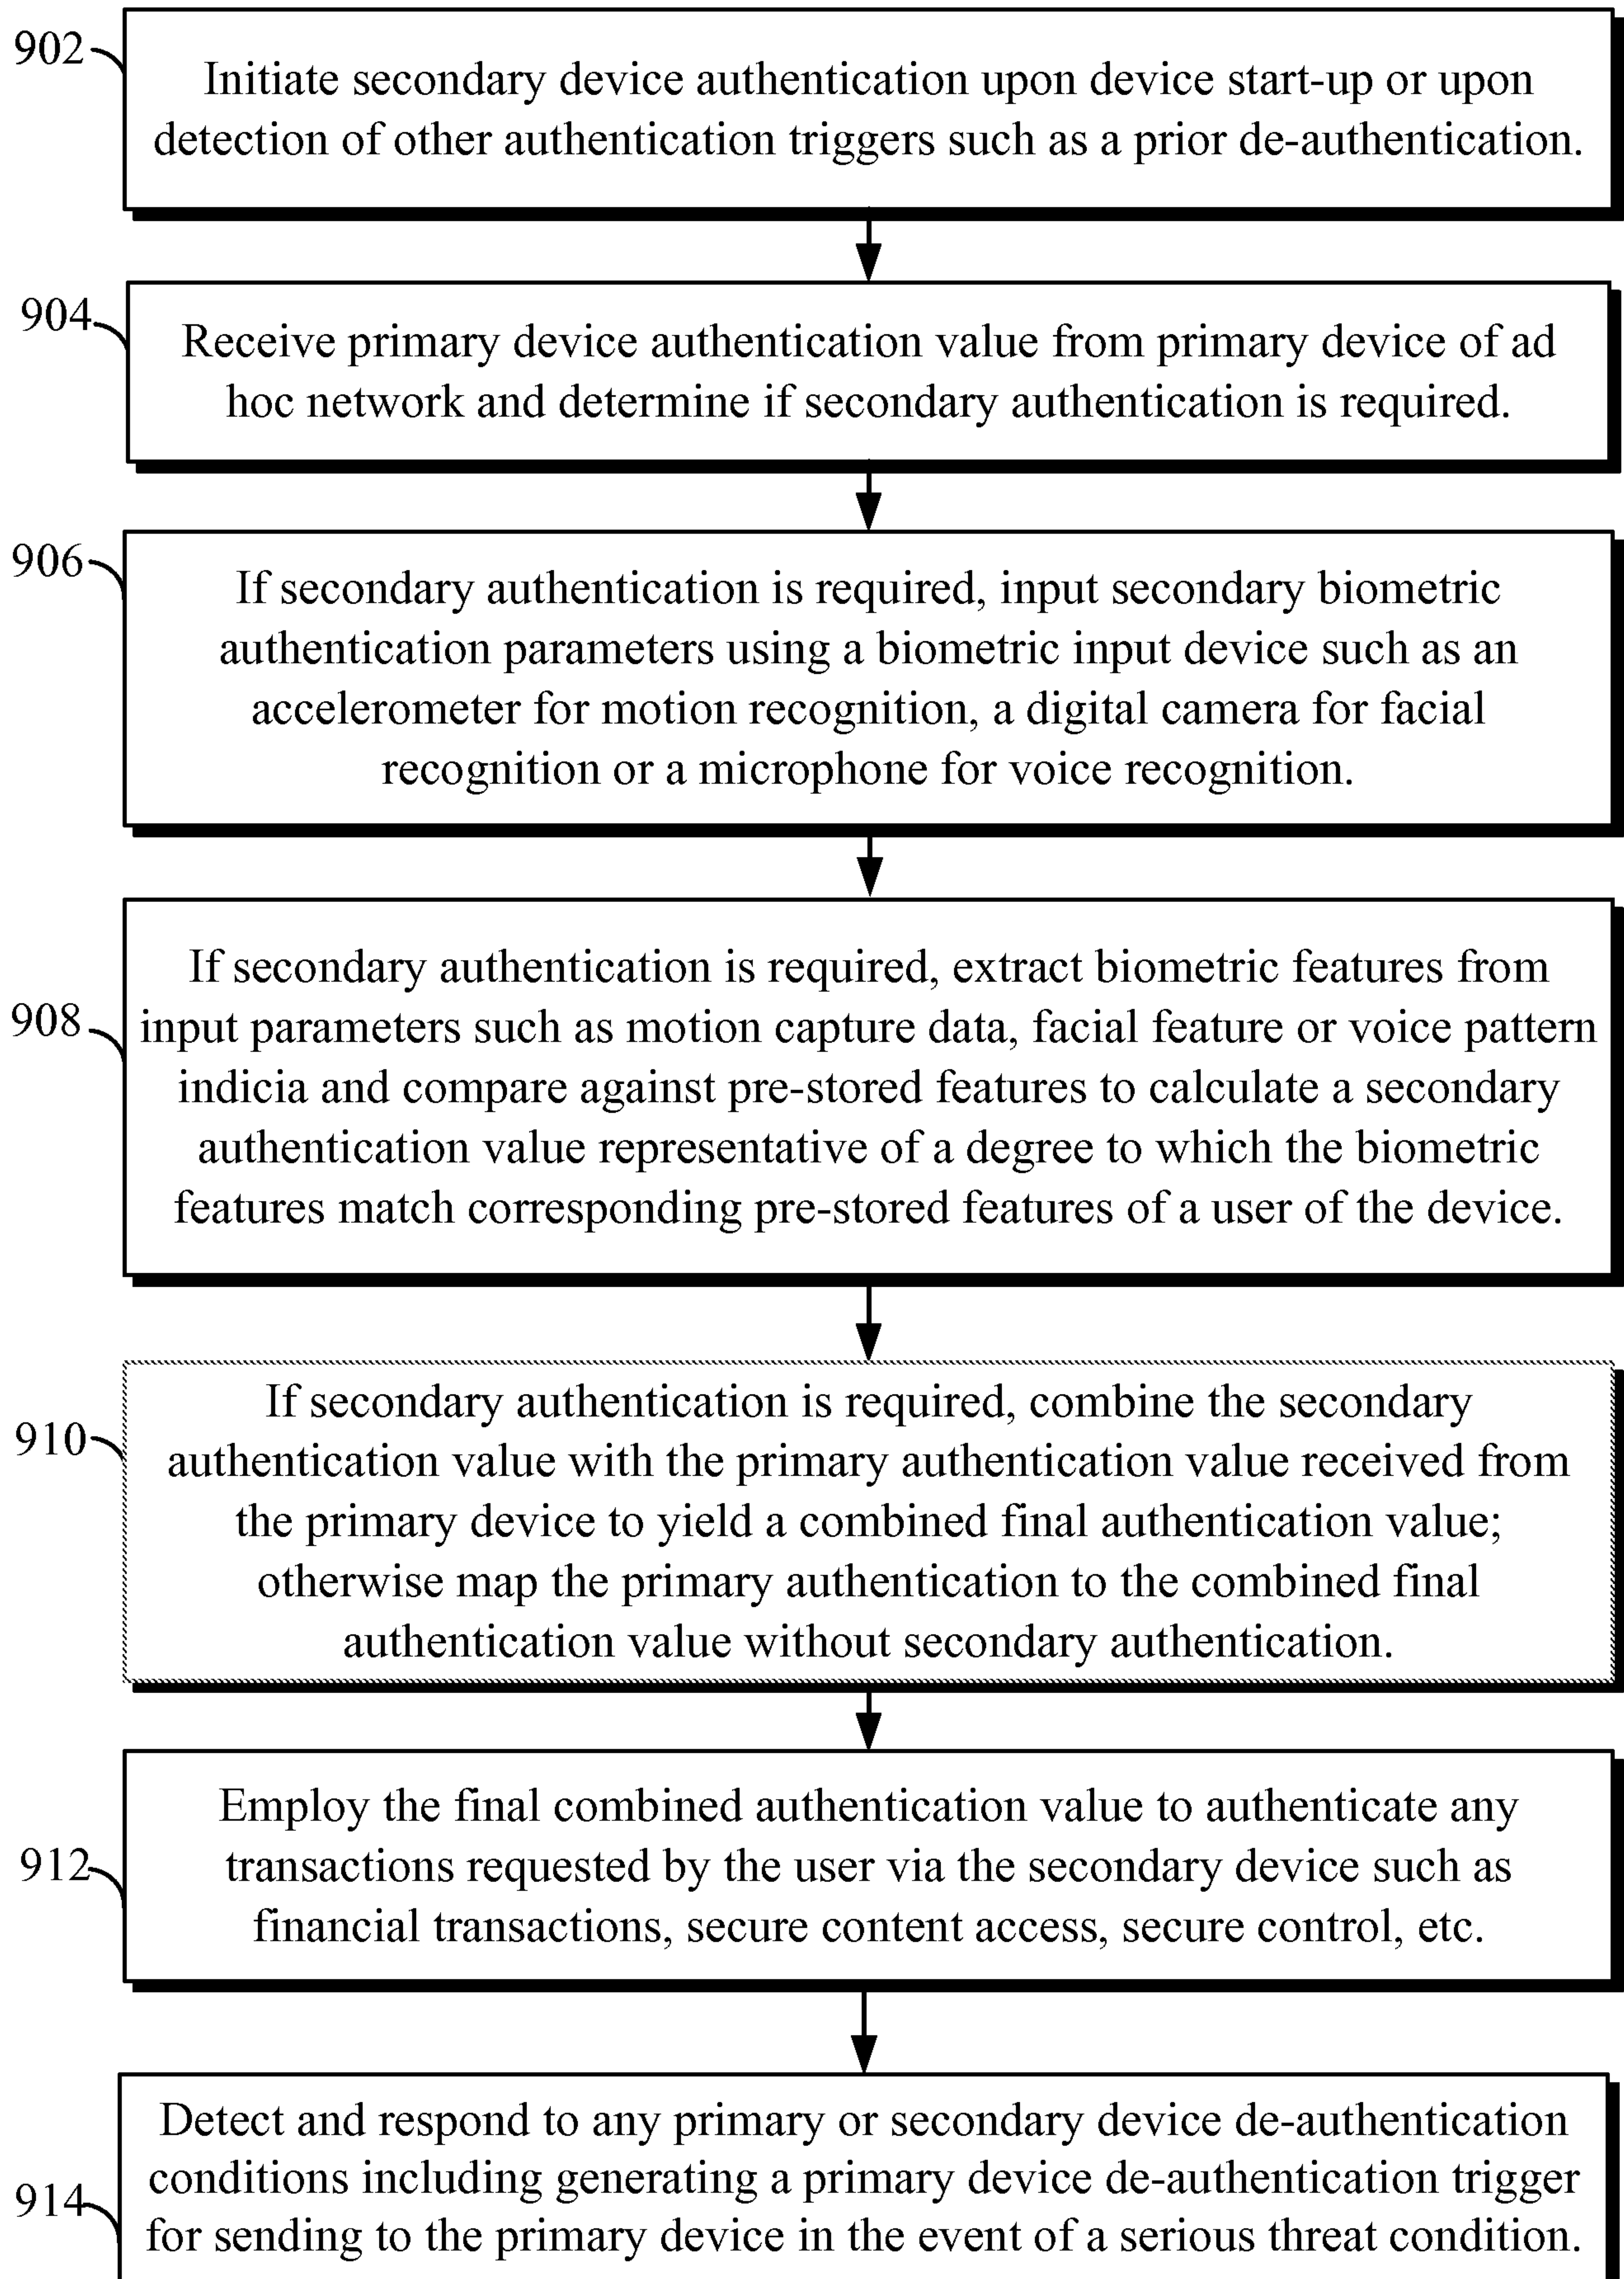 902
Initiate secondary device authentication upon device start-up or upon
detection of other authentication triggers such as a prior de-authentication.
904
Receive primary device authentication value from primary device of ad
hoc network and determine if secondary authentication is required.
906
If secondary authentication is required, input secondary biometric
authentication parameters using a biometric input device such as an
accelerometer for motion recognition, a digital camera for facial
recognition or a microphone for voice recognition.
908
If secondary authentication is required, extract biometric features from
input parameters such as motion capture data, facial feature or voice pattern
indicia and compare against pre-stored features to calculate a secondary
authentication value representative of a degree to which the biometric
features match corresponding pre-stored features of a user of the device.
910
If secondary authentication is required, combine the secondary
authentication value with the primary authentication value received from
the primary device to yield a combined final authentication value;
otherwise map the primary authentication to the combined final
authentication value without secondary authentication.
912
Employ the final combined authentication value to authenticate any
transactions requested by the user via the secondary device such as
financial transactions, secure content access, secure control, etc.
914
Detect and respond to any primary or secondary device de-authentication
conditions including generating a primary device de-authentication trigger
for sending to the primary device in the event of a serious threat condition.